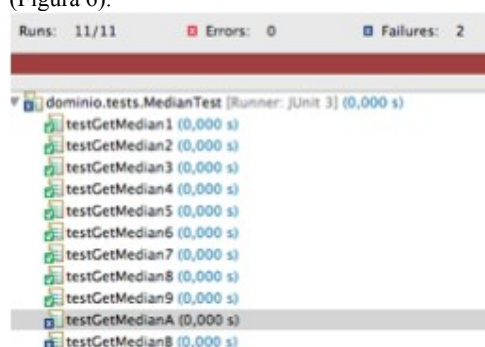 (Figura 6).
Runs: 11/11 Errors: 0 Failures: 2
dominio.tests.MedianTest [Runner: JUnit 3] (0,000 s)
testGetMedian1 (0,000 s)
testGetMedian2 (0,000 s)
testGetMedian3 (0,000 s)
testGetMedian4 (0,000 s)
testGetMedian5 (0,000 s)
testGetMedian6 (0,000 s)
testGetMedian7 (0,000 s)
testGetMedian8 (0,000 s)
testGetMedian9 (0,000 s)
testGetMedianA (0,000 s)
testGetMedianB (0,000 s)